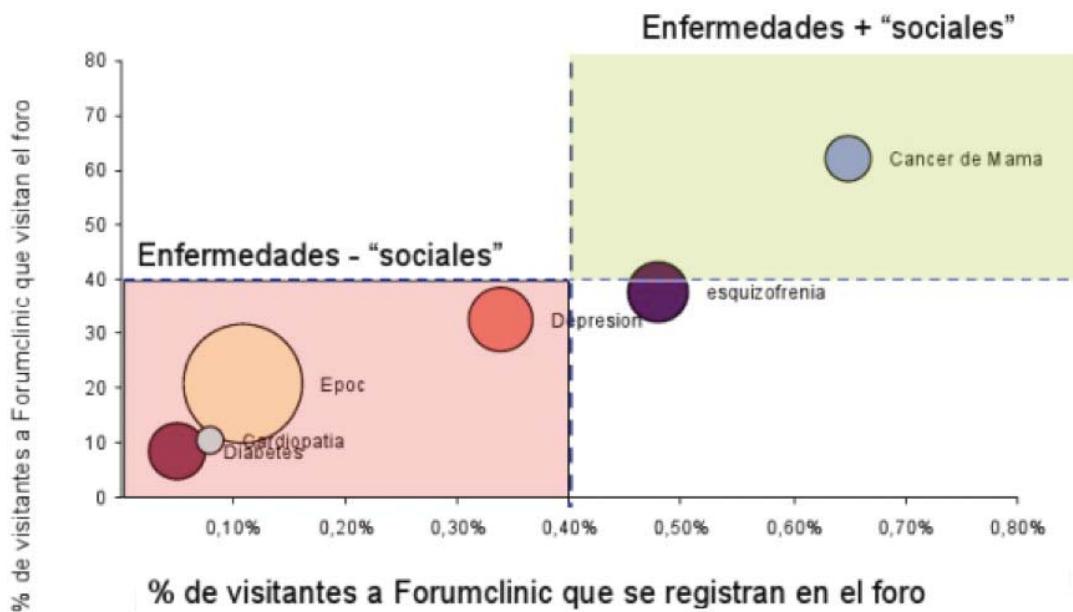 Enfermedades + “sociales”
% de visitantes a Forumclinic que visitan el foro
80
70
60
50
40
30
20
10
0
Cancer de Mama
Enfermedades - “sociales”
esquizofrenia
Depresion
Epoc
Cardiopatia
Diabetes
0,10%
0,20%
0,30%
0,40%
0,50%
0,60%
0,70%
0,80%
% de visitantes a Forumclinic que se registran en el foro